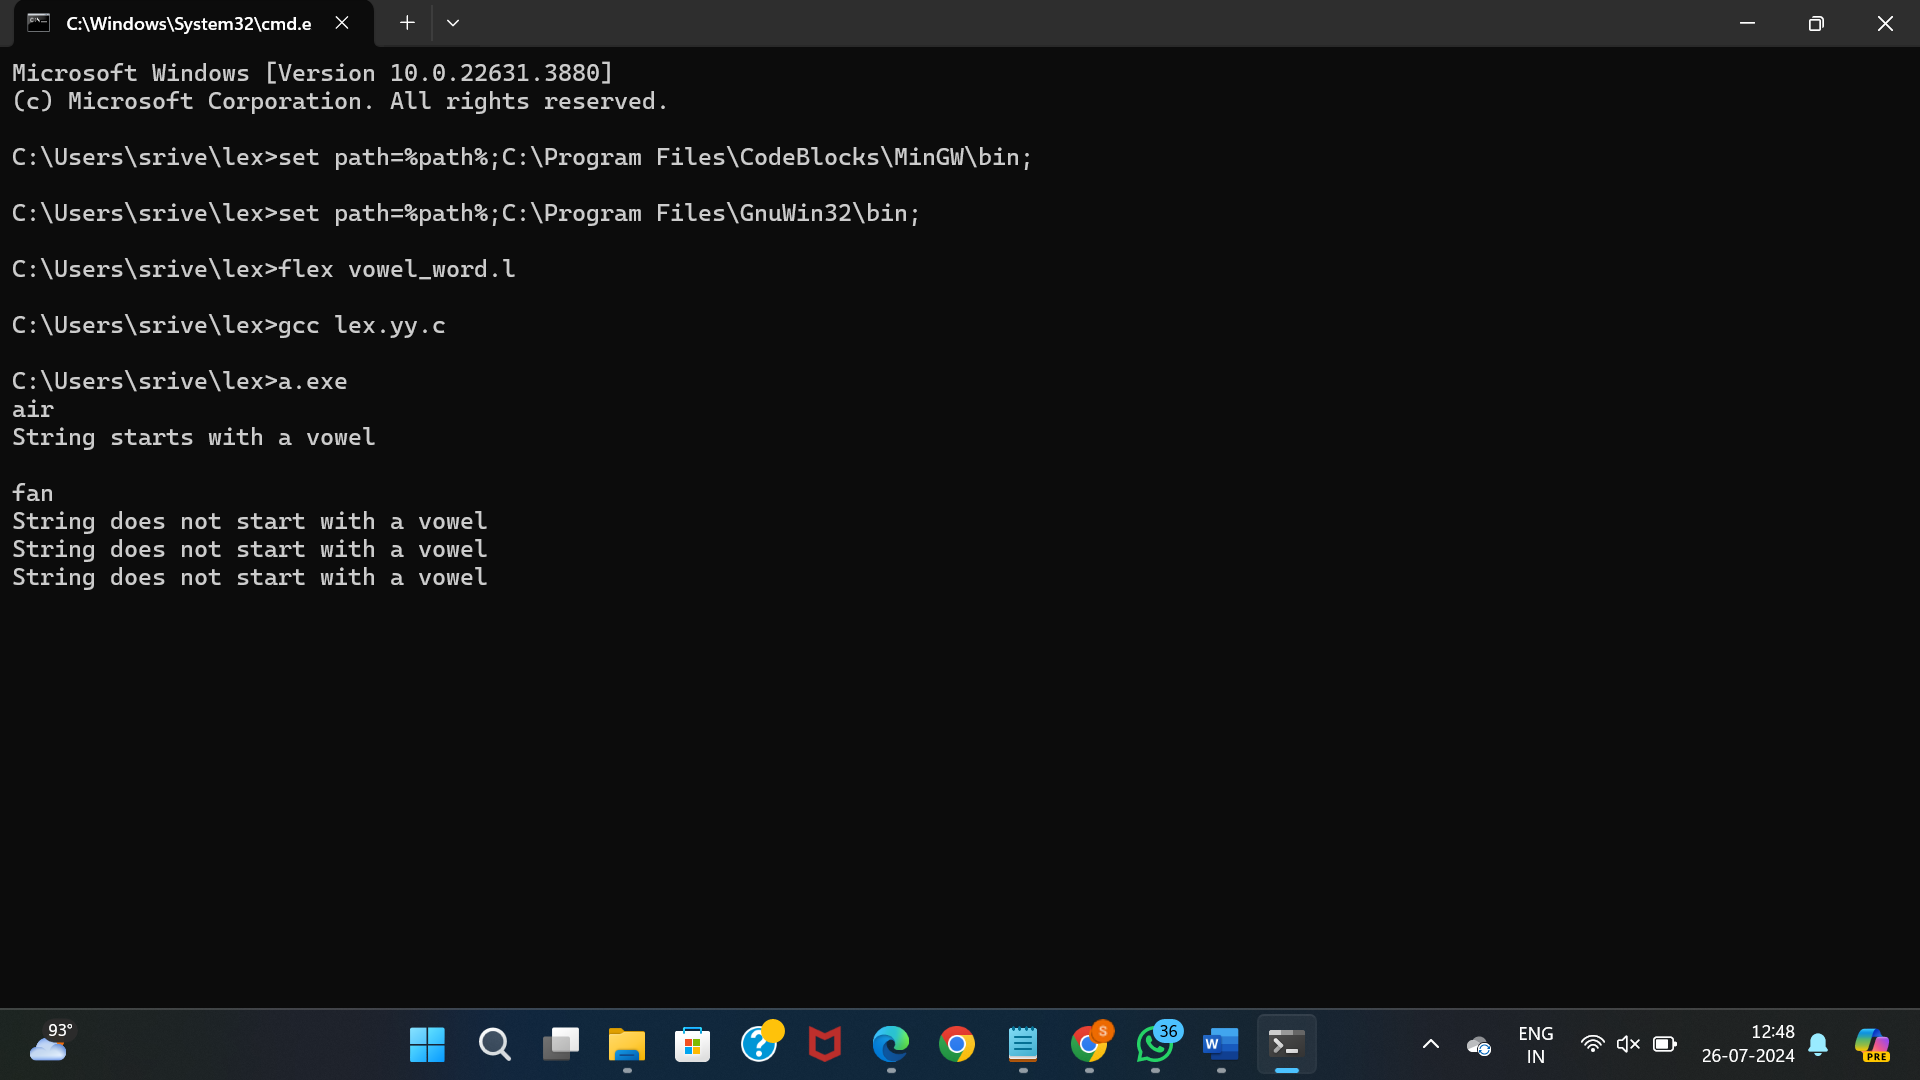 C:\Windows\System32\cmd.e
Microsoft Windows [Version 10.0.22631.3880]
(c) Microsoft Corporation. All rights reserved.
C:\Users\srive\lex>set path=%path%;C:\Program Files\CodeBlocks\MinGW\bin;
C:\Users\srive\lex>set path=%path%;C:\Program Files\GnuWin32\bin;
C:\Users\srive\lex>flex vowel_word.l
C:\Users\srive\lex>gcc lex.yy.c
C:\Users\srive\lex>a.exe
air
String starts with a vowel
fan
String does not start with a vowel
String does not start with a vowel
String does not start with a vowel
93°
S
36
W
ENG
IN
12:48
26-07-2024
PRE